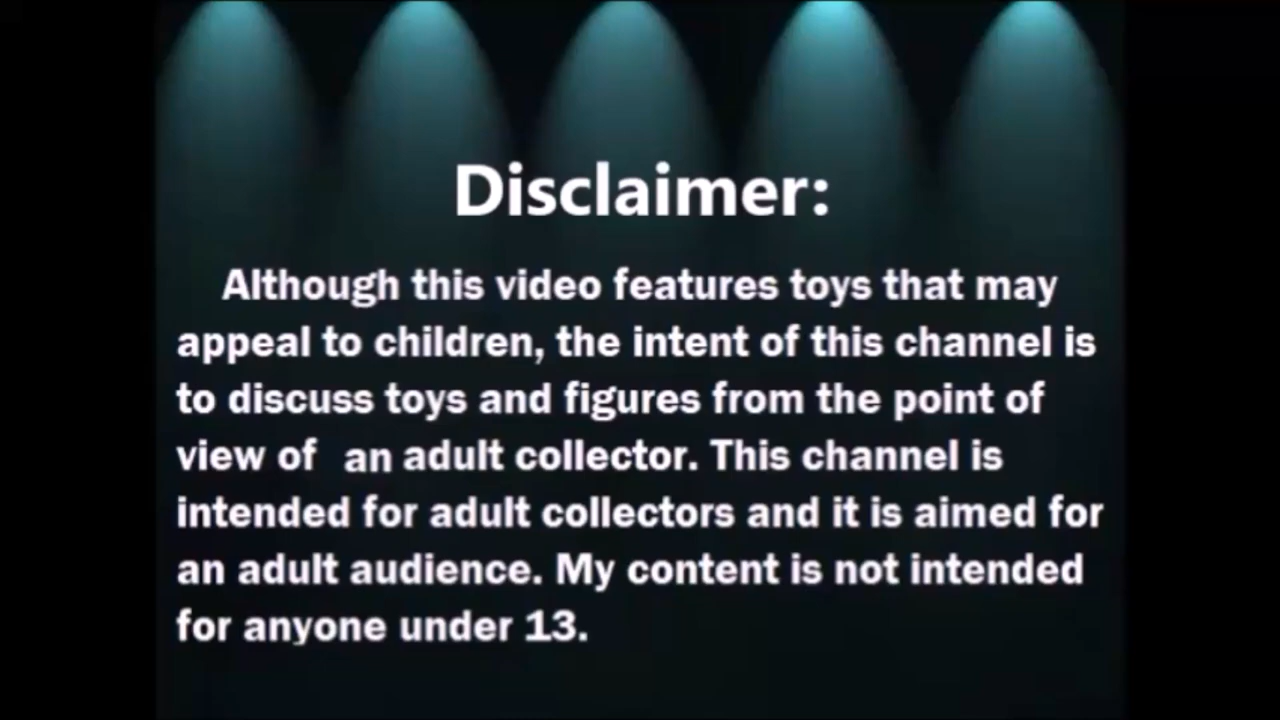 Disclaimer:
Although this video features toys that may
appeal to children, the intent of this channel is
to discuss toys and figures from the point of
view of an adult collector. This channel is
intended for adult collectors and it is aimed for
an adult audience. My content is not intended
for anyone under 13.